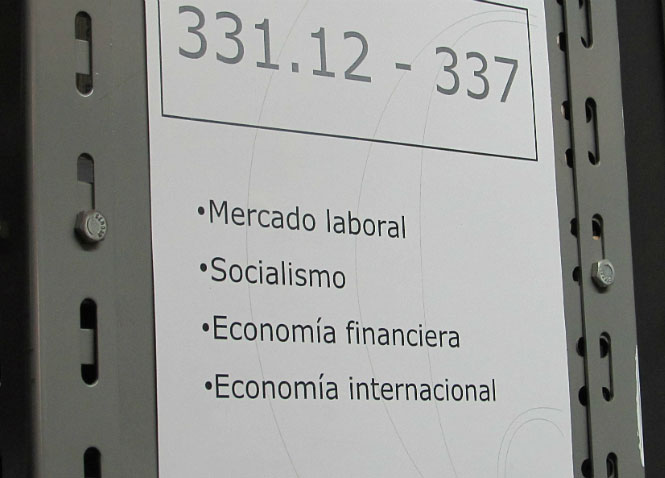 331.12 - 337
•Mercado laboral
•Socialismo
•Economía financiera
•Economía internacional